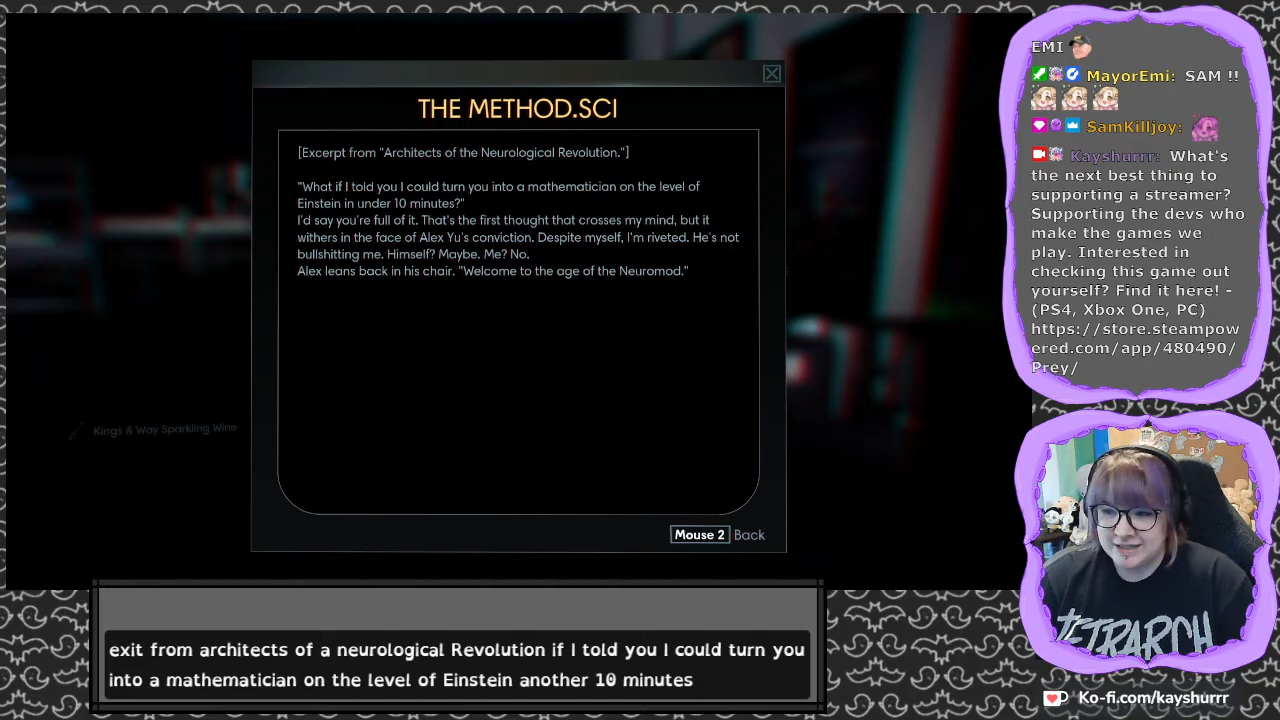 THE METHOD.SCI
[Excerpt from "Architects of the Neurological Revolution."]
"What if I told you I could turn you into a mathematician on the level of
Einstein in under 10 minutes?"
I'd say you're full of it. That's the first thought that crosses my mind, but it
withers in the face of Alex Yu's conviction. Despite myself, I'm riveted. He's not
bullshitting me. Himself? Maybe. Me? No.
Alex leans back in his chair. "Welcome to the age of the Neuromod."
Kings & Way Sparkling Wine
Mouse 2 Back
exit from architects of a neurological Revolution if I told you I could turn you
into a mathematician on the level of Einstein another 10 minutes
EMI
MayorEmi: SAM !!
SamKilljoy:
Kayshurrr: What's
the next best thing to
supporting a streamer?
Supporting the devs who
make the games we
play. Interested in
checking this game out
yourself? Find it here! -
(PS4, Xbox One, PC)
https://store.steampow
ered.com/app/480490/
Prey/
TETRARCH
Ko-fi.com/kayshurrr